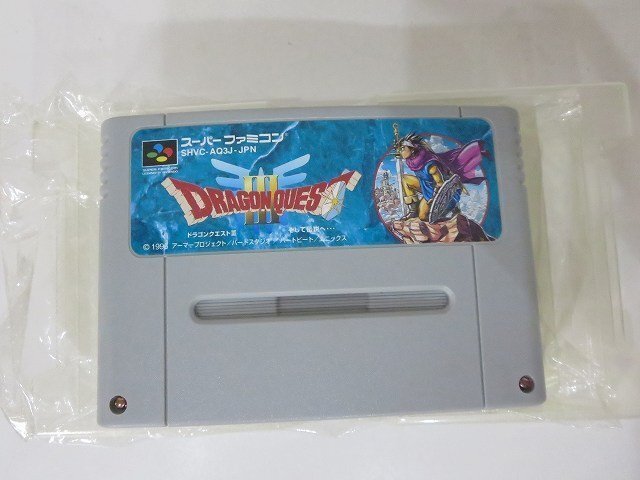 スーパーファミコン
SHVC-AQ3J-JPN
DRAGON QUEST
III
ドラゴンクエストIII そして伝説へ…
© 1996 アーマープロジェクト/バードスタジオ/ハートビート/エニックス